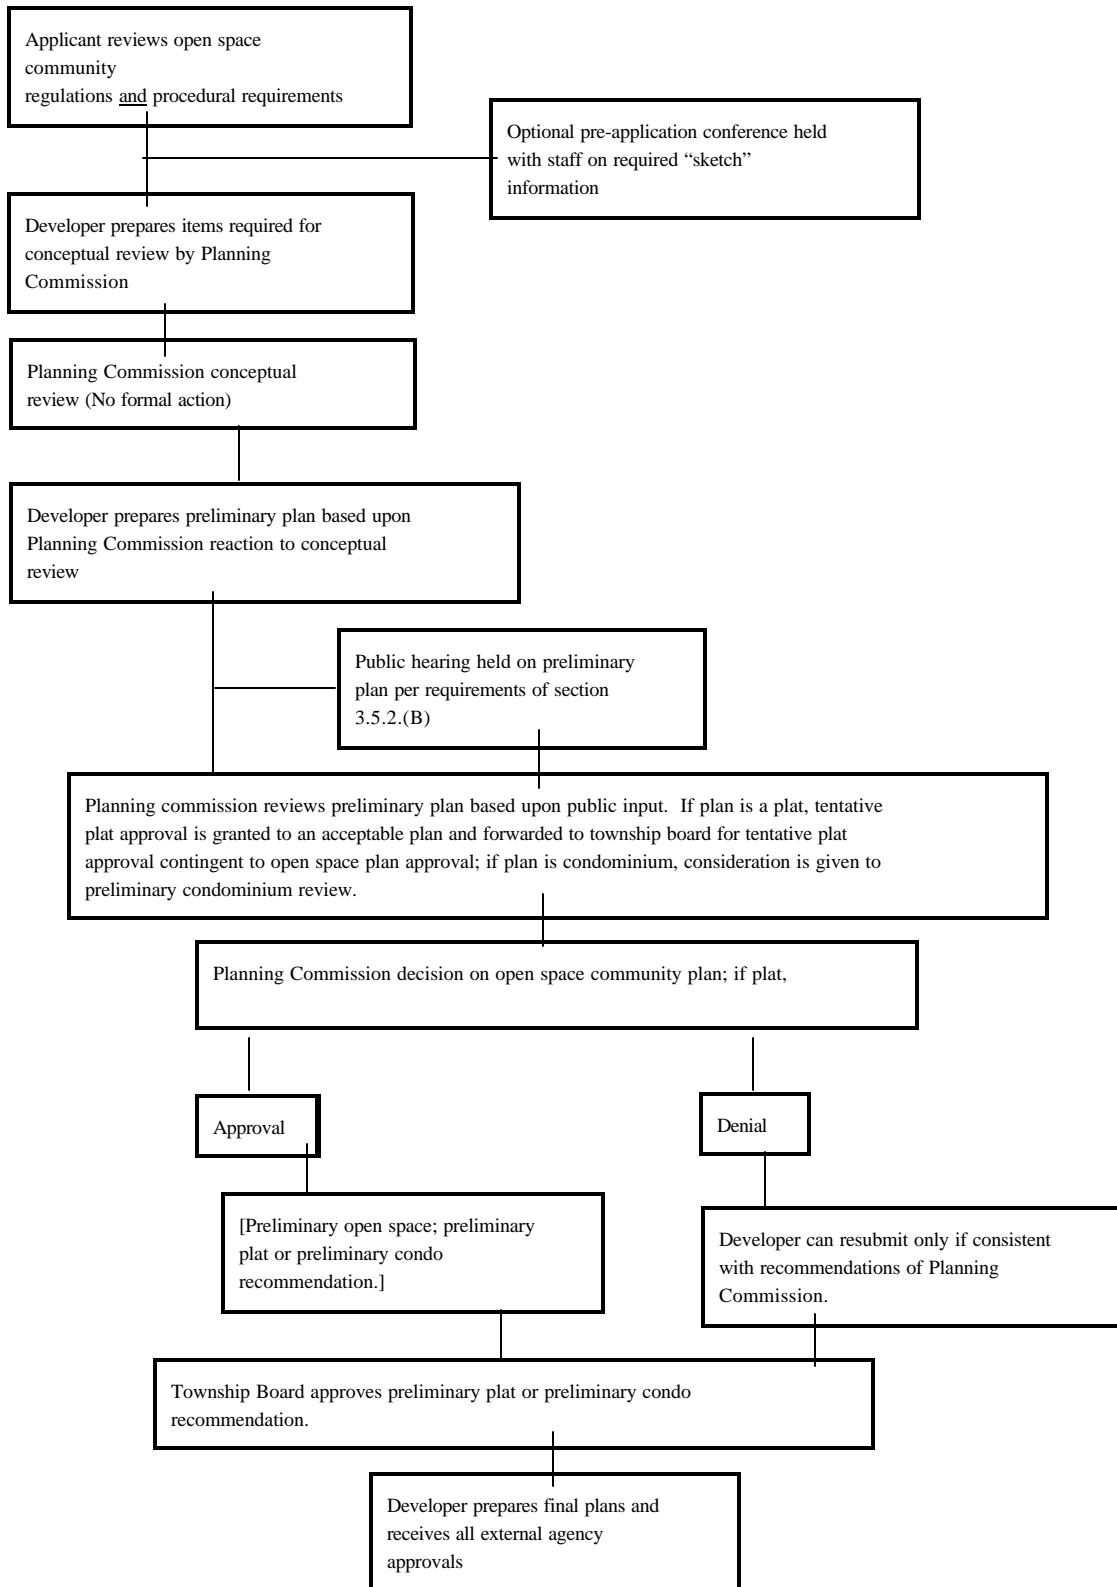 Applicant reviews open space
community
regulations and procedural requirements
Optional pre-application conference held
with staff on required “sketch”
information
Developer prepares items required for
conceptual review by Planning
Commission
Planning Commission conceptual
review (No formal action)
Developer prepares preliminary plan based upon
Planning Commission reaction to conceptual
review
Public hearing held on preliminary
plan per requirements of section
3.5.2.(B)
Planning commission reviews preliminary plan based upon public input.  If plan is a plat, tentative
plat approval is granted to an acceptable plan and forwarded to township board for tentative plat
approval contingent to open space plan approval; if plan is condominium, consideration is given to
preliminary condominium review.
Planning Commission decision on open space community plan; if plat,
Approval
Denial
[Preliminary open space; preliminary
plat or preliminary condo
recommendation.]
Developer can resubmit only if consistent
with recommendations of Planning
Commission.
Township Board approves preliminary plat or preliminary condo
recommendation.
Developer prepares final plans and
receives all external agency
approvals